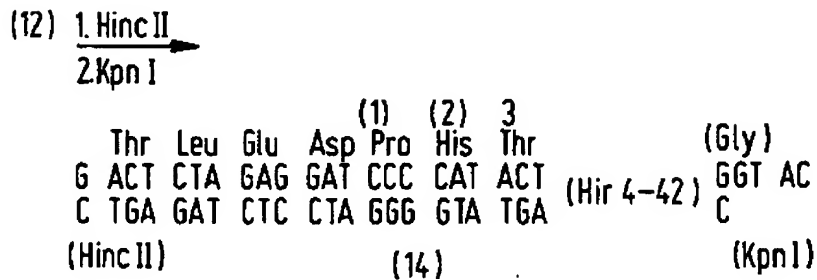 (12) 1. Hinc II
2. Kpn I
(1) (2) 3
Thr Leu Glu Asp Pro His Thr (Gly)
G ACT CTA GAG GAT CCC CAT ACT (Hir 4–42) GGT AC
C TGA GAT CTC CTA GGG GTA TGA C
(Hinc II) (14) (Kpn I)